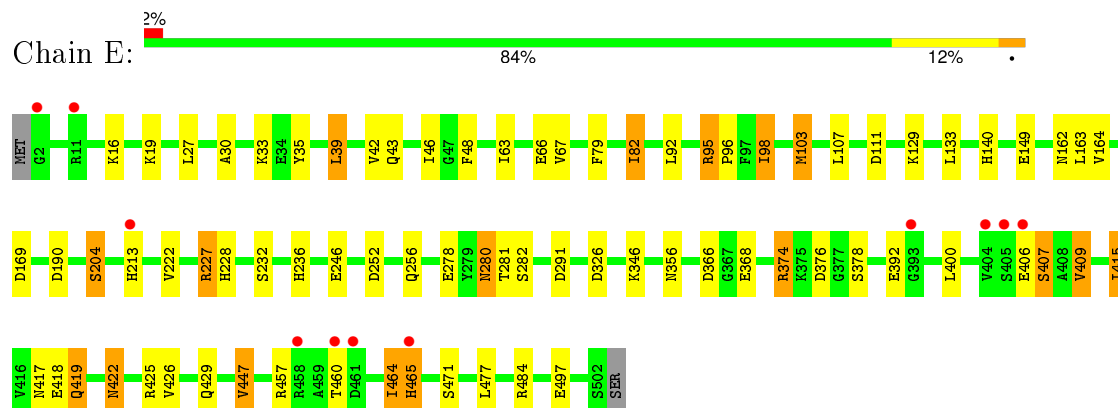 2%
Chain E:
84% 12% •
MET G2 R11 K16 K19 L27 A30 K33 E34 Y35 L39 V42 Q43 I46 G47 F48 I63 E66 V67 F79 I82 L92 R95 P96 F97 I98 M103 L107 D111 K129 L133 H140 E149 N162 L163 V164
D169 D190 S204 H213 V222 R227 H228 S232 H236 E246 D252 Q256 E278 Y279 N280 T281 S282 D291 D326 K346 N356 D366 G367 E368 R374 K375 D376 G377 S378 E392 G393 L400 V404 S405 E406 S407 A408 V409 I415
V416 N417 E418 Q419 N422 R425 V426 Q429 V447 R457 R458 A459 T460 D461 I464 H465 S471 L477 R484 E497 S502 SER